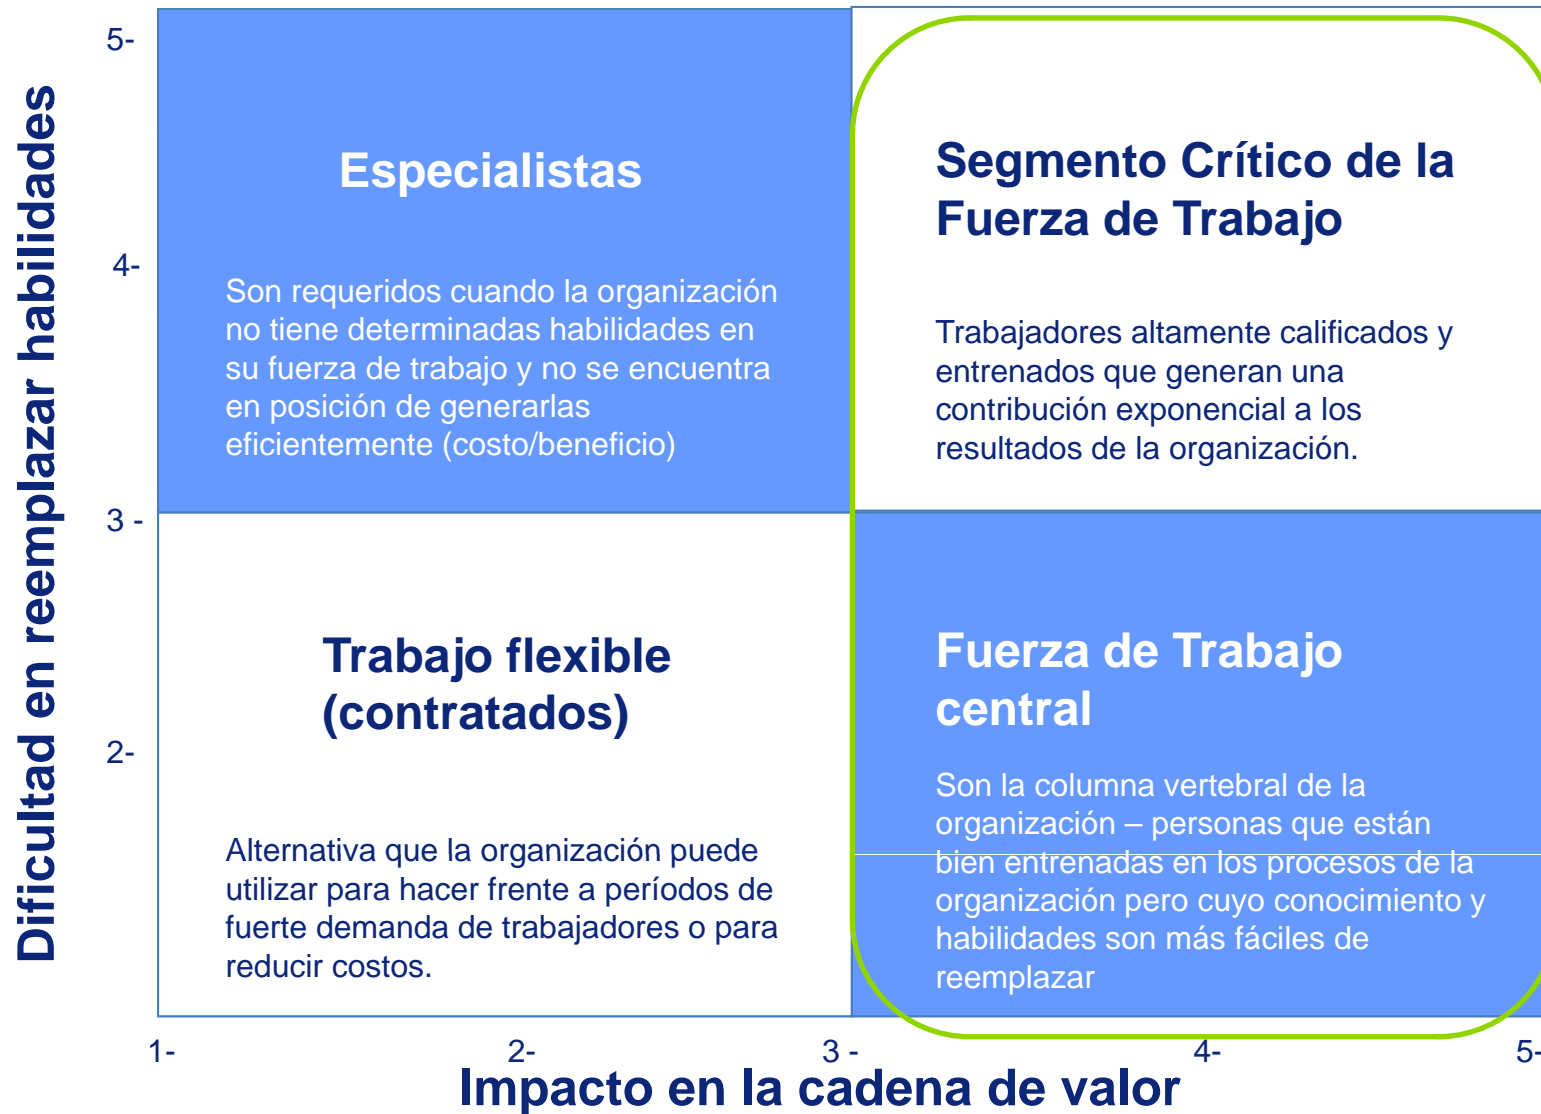 Dificultad en reemplazar habilidades
5-
4-
3 -
2-
Especialistas
Son requeridos cuando la organización
no tiene determinadas habilidades en
su fuerza de trabajo y no se encuentra
en posición de generarlas
eficientemente (costo/beneficio)
Segmento Crítico de la
Fuerza de Trabajo
Trabajadores altamente calificados y
entrenados que generan una
contribución exponencial a los
resultados de la organización.
Trabajo flexible
(contratados)
Alternativa que la organización puede
utilizar para hacer frente a períodos de
fuerte demanda de trabajadores o para
reducir costos.
Fuerza de Trabajo
central
Son la columna vertebral de la
organización – personas que están
bien entrenadas en los procesos de la
organización pero cuyo conocimiento y
habilidades son más fáciles de
reemplazar
1- 2- 3 - 4- 5-
Impacto en la cadena de valor